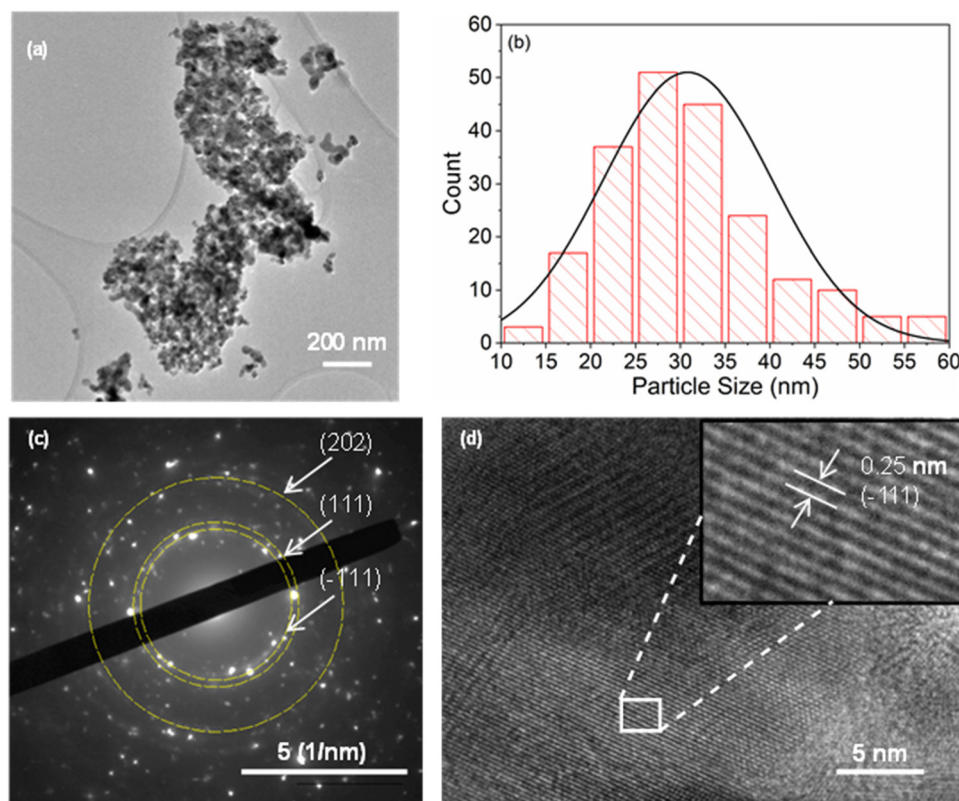 (a)
200 nm
(b)
60
50
40
30
20
10
0
Count
10 15 20 25 30 35 40 45 50 55 60
Particle Size (nm)
(c)
(202)
(111)
(-111)
5 (1/nm)
(d)
0.25 nm
(-111)
5 nm